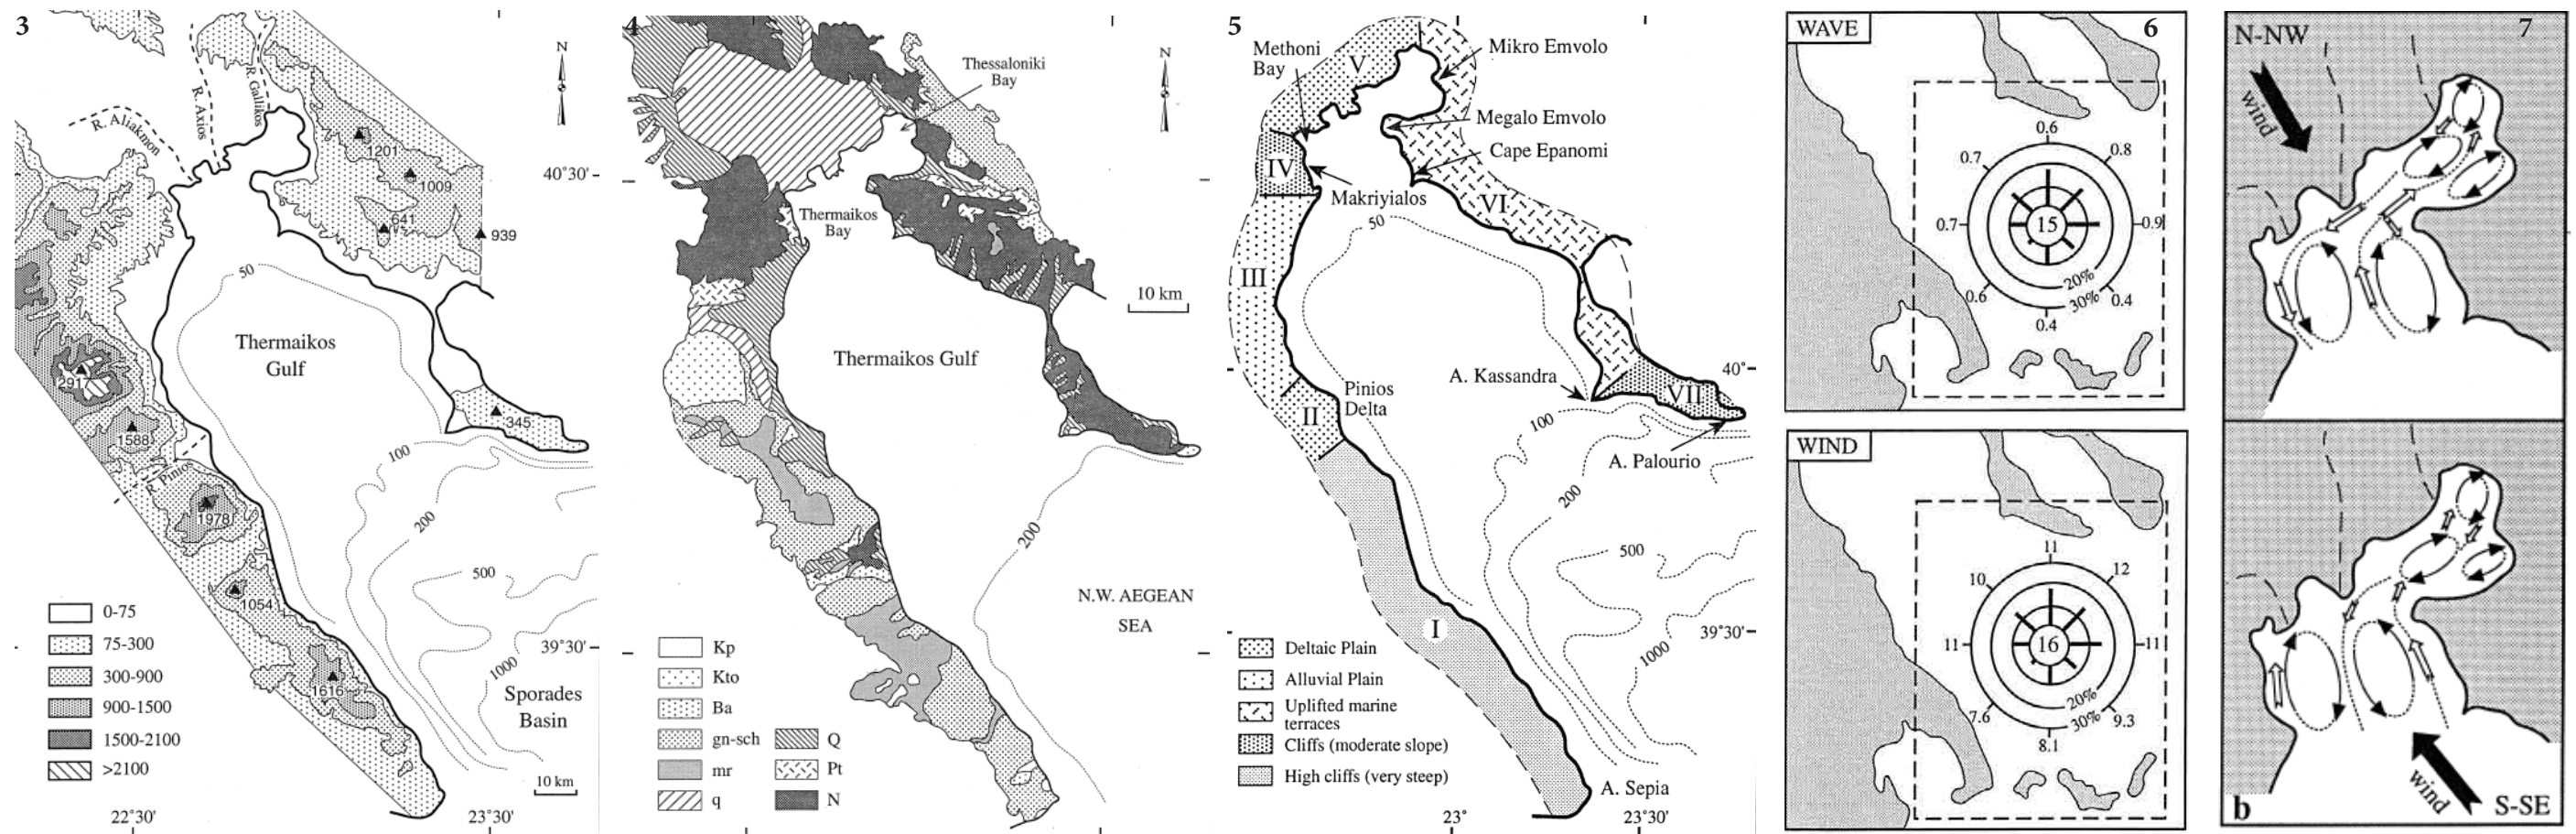 3
N
R. Aliakmon
R. Axios
R. Gallikos
1201
1009
641
939
40°30'
50
Thermaikos
Gulf
291
1588
R. Pinios
345
100
1978
200
500
1054
1000
39°30'
1616
Sporades
Basin
0-75
75-300
300-900
900-1500
1500-2100
>2100
10 km
22°30'
23°30'
4
N
Thessaloniki
Bay
Thermaikos
Bay
10 km
Thermaikos Gulf
200
N.W. AEGEAN
SEA
Kp
Kto
Ba
gn-sch
mr
q
Q
Pt
N
5
Methoni
Bay
V
Mikro Emvolo
Megalo Emvolo
Cape Epanomi
IV
Makriyialos
VI
50
III
A. Kassandra
40°
Pinios
Delta
II
VII
100
A. Palourio
200
500
I
1000
39°30'
Deltaic Plain
Alluvial Plain
Uplifted marine
terraces
Cliffs (moderate slope)
High cliffs (very steep)
A. Sepia
23°
23°30'
WAVE
6
0.6
0.7
0.8
0.7
15
0.9
0.6
20%
30%
0.4
0.4
WIND
11
10
12
11
16
11
7.6
20%
30%
9.3
8.1
7
N-NW
wind
wind
b
S-SE